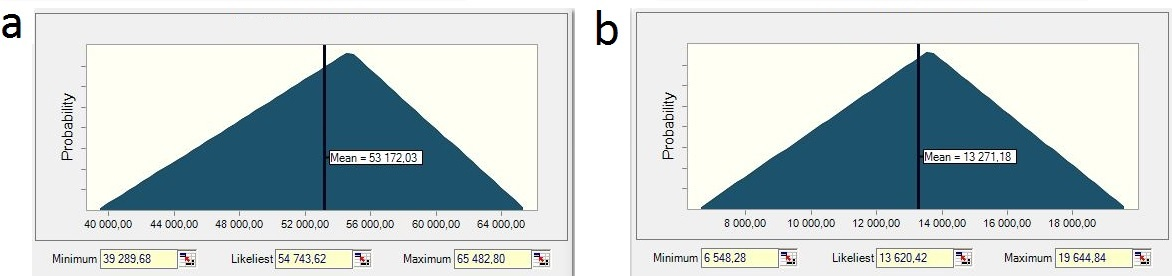 a
Probability
Mean = 53 172,03
40 000,00 44 000,00 48 000,00 52 000,00 56 000,00 60 000,00 64 000,00
Minimum 39 289,68 Likeliest 54 743,62 Maximum 65 482,80
b
Probability
Mean = 13 271,18
8 000,00 10 000,00 12 000,00 14 000,00 16 000,00 18 000,00
Minimum 6 548,28 Likeliest 13 620,42 Maximum 19 644,84